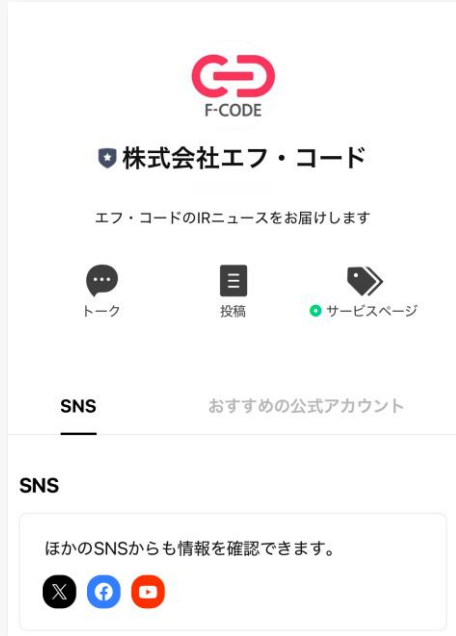 F-CODE
株式会社エフ・コード
エフ・コードのIRニュースをお届けします
トーク
投稿
サービスページ
SNS
おすすめの公式アカウント
SNS
ほかのSNSからも情報を確認できます。